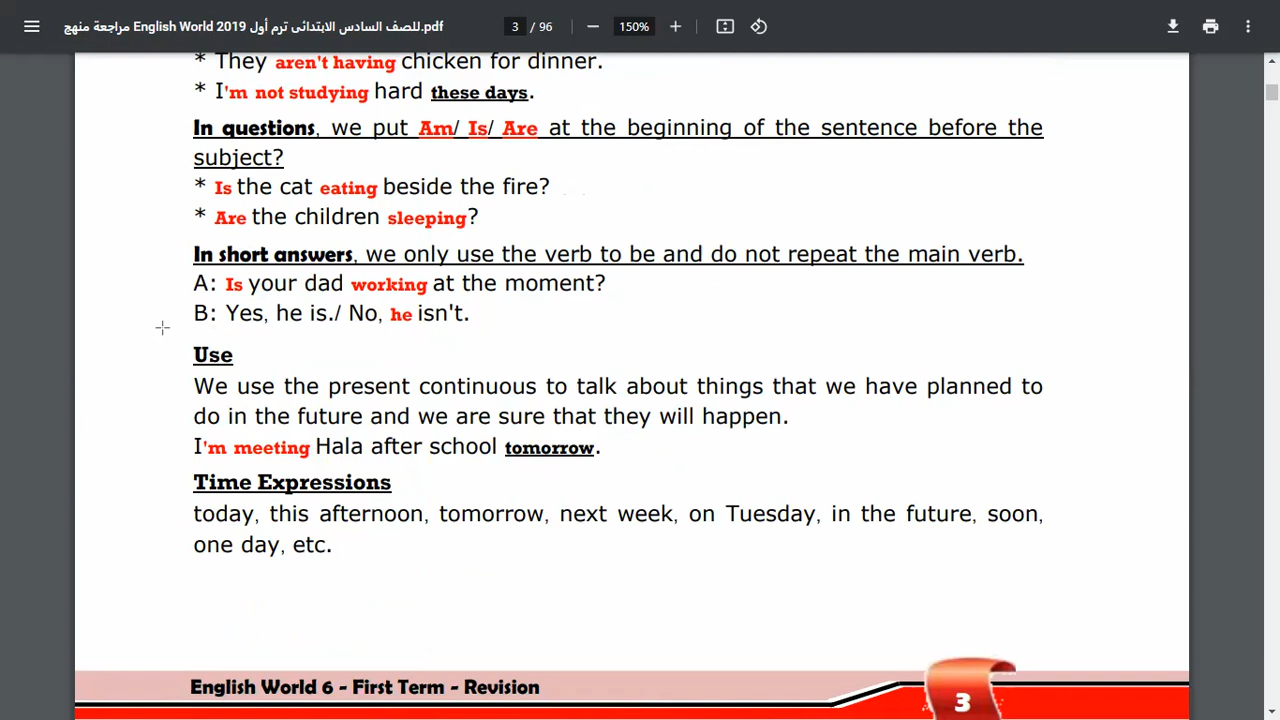 مراجعة منهج English World 2019 للصف السادس الابتدائى ترم أول.pdf
3 / 96
150%
* They aren't having chicken for dinner.
* I'm not studying hard these days.
In questions, we put Am/ Is/ Are at the beginning of the sentence before the
subject?
* Is the cat eating beside the fire?
* Are the children sleeping?
In short answers, we only use the verb to be and do not repeat the main verb.
A: Is your dad working at the moment?
B: Yes, he is./ No, he isn't.
Use
We use the present continuous to talk about things that we have planned to
do in the future and we are sure that they will happen.
I'm meeting Hala after school tomorrow.
Time Expressions
today, this afternoon, tomorrow, next week, on Tuesday, in the future, soon,
one day, etc.
English World 6 - First Term - Revision
3